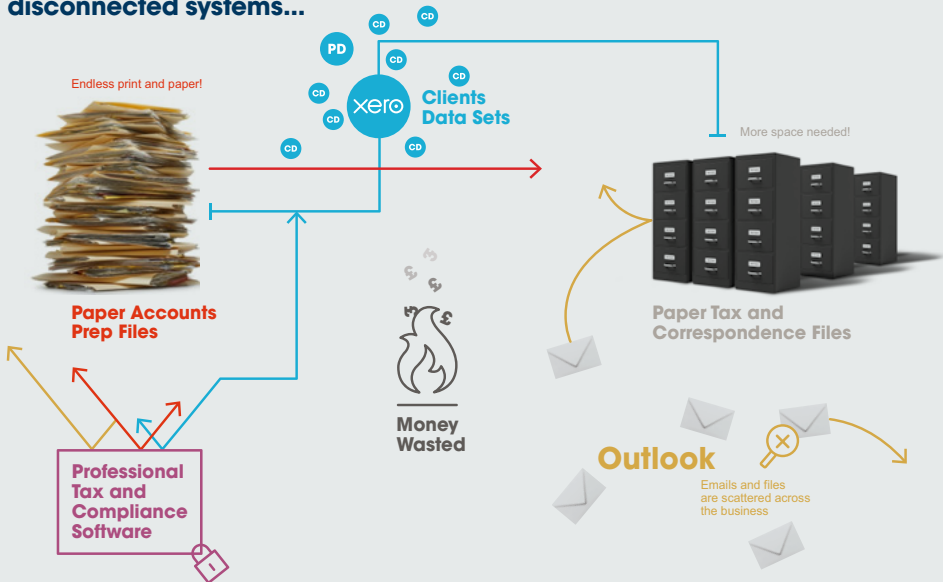 disconnected systems...
CD
CD
PD
CD
CD
CD
CD
CD
CD
xero
Clients
Data Sets
Endless print and paper!
More space needed!
Paper Accounts
Prep Files
Paper Tax and
Correspondence Files
£
£
£
£
£
Money
Wasted
Professional
Tax and
Compliance
Software
Outlook
Emails and files
are scattered across
the business